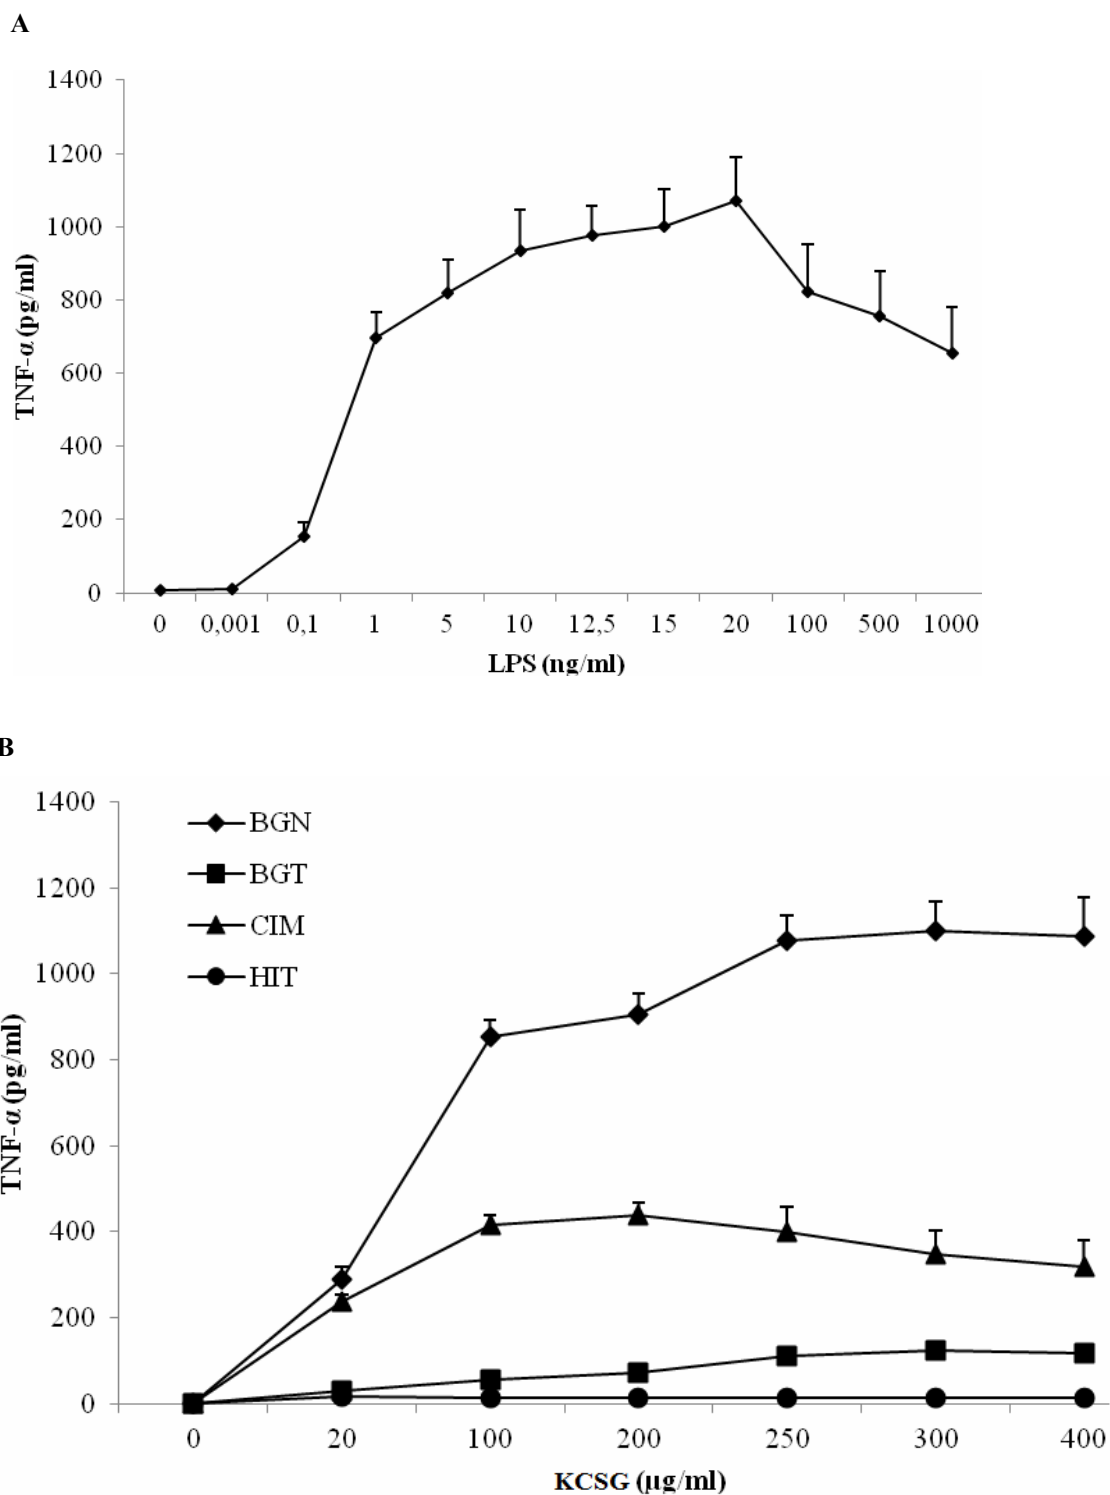 A
1400
1200
1000
800
600
400
200
0
TNF-α (pg/ml)
0 0,001 0,1 1 5 10 12,5 15 20 100 500 1000
LPS (ng/ml)
B
1400
1200
1000
800
600
400
200
0
TNF-α (pg/ml)
BGN
BGT
CIM
HIT
0 20 100 200 250 300 400
KCSG (µg/ml)